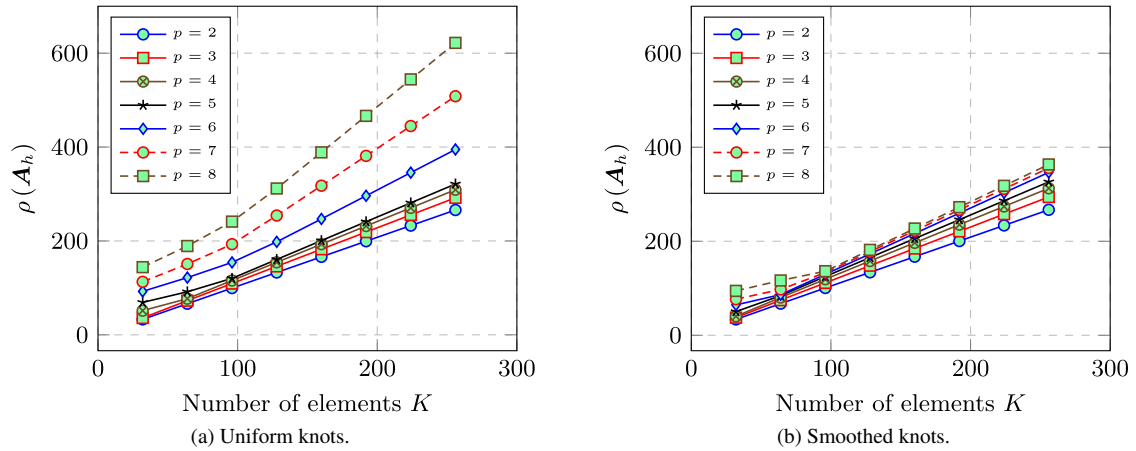 600
400
200
0
0
100
200
300
ρ (A_h)
Number of elements K
p = 2
p = 3
p = 4
p = 5
p = 6
p = 7
p = 8
(a) Uniform knots.
600
400
200
0
0
100
200
300
ρ (A_h)
Number of elements K
p = 2
p = 3
p = 4
p = 5
p = 6
p = 7
p = 8
(b) Smoothed knots.